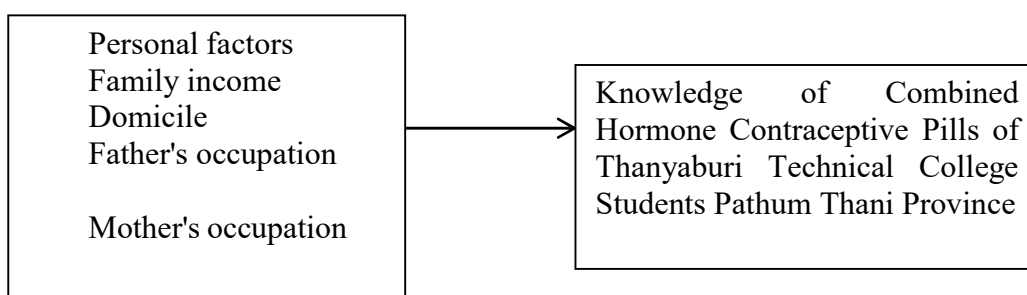 Personal factors
Family income
Domicile
Father's occupation
Mother's occupation
Knowledge of Combined
Hormone Contraceptive Pills of
Thanyaburi Technical College
Students Pathum Thani Province